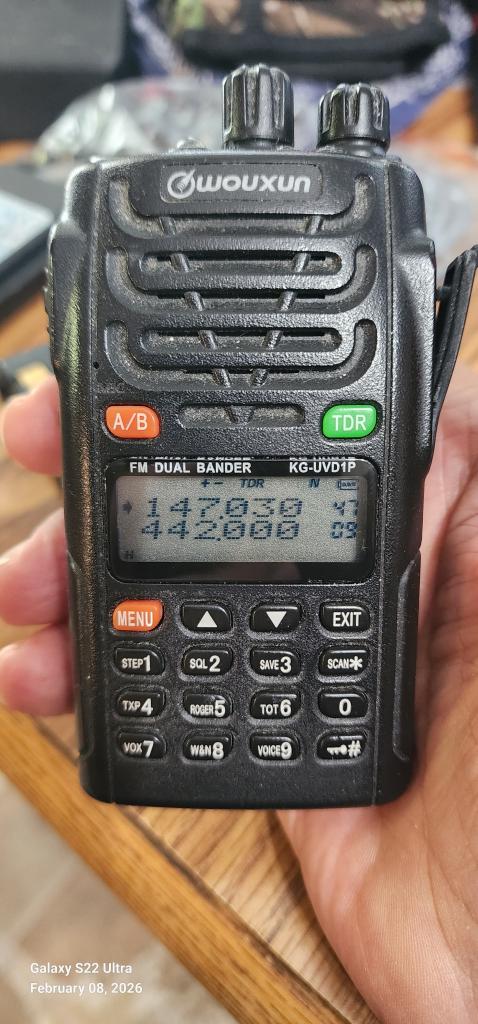 WOUXUN
A/B TDR
FM DUAL BANDER KG-UVD1P
+- TDR N
147.030 47
442.000 09
H
MENU ▲ ▼ EXIT
STEP1 SQL2 SAVE3 SCAN*
TXP4 ROGER5 TOT6 0
VOX7 W&N8 VOICE9 #
Galaxy S22 Ultra
February 08, 2026